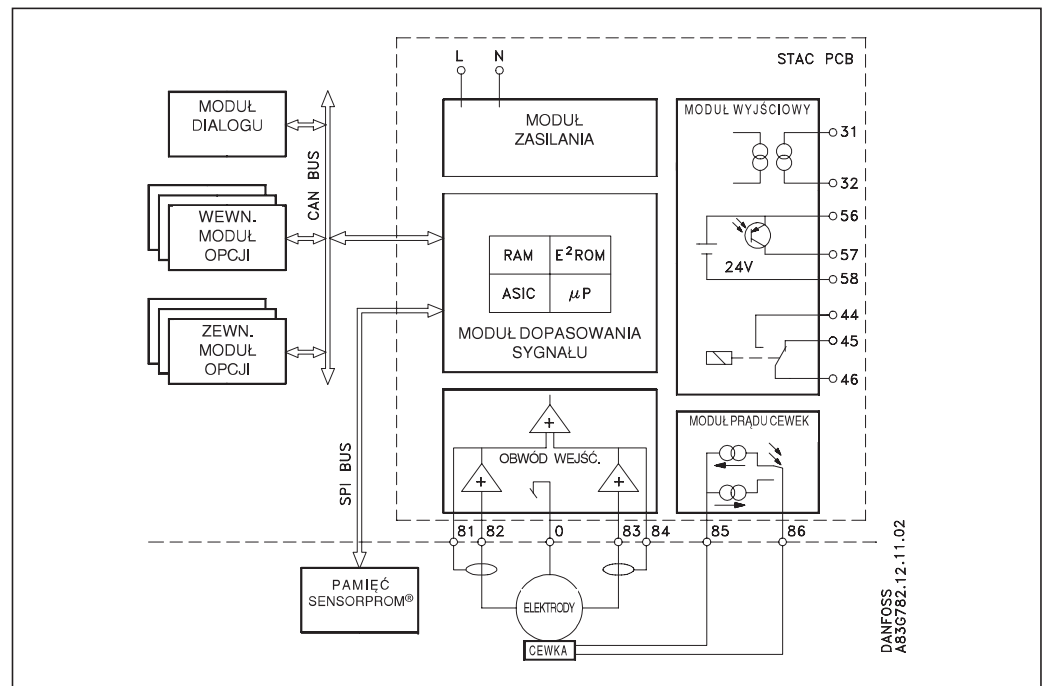 L N
STAC PCB
MODUŁ
DIALOGU
CAN BUS
WEWN.
MODUŁ
OPCJI
ZEWN.
MODUŁ
OPCJI
MODUŁ
ZASILANIA
RAM E²ROM
ASIC µP
MODUŁ DOPASOWANIA
SYGNAŁU
MODUŁ WYJŚCIOWY
31
32
56
57
24V
58
44
45
46
OBWÓD WEJŚĆ.
+
+
+
MODUŁ PRĄDU CEWEK
SPI BUS
81 82 0 83 84 85 86
PAMIĘĆ
SENSORPROM®
ELEKTRODY
CEWKA
DANFOSS
A83G782.12.11.02